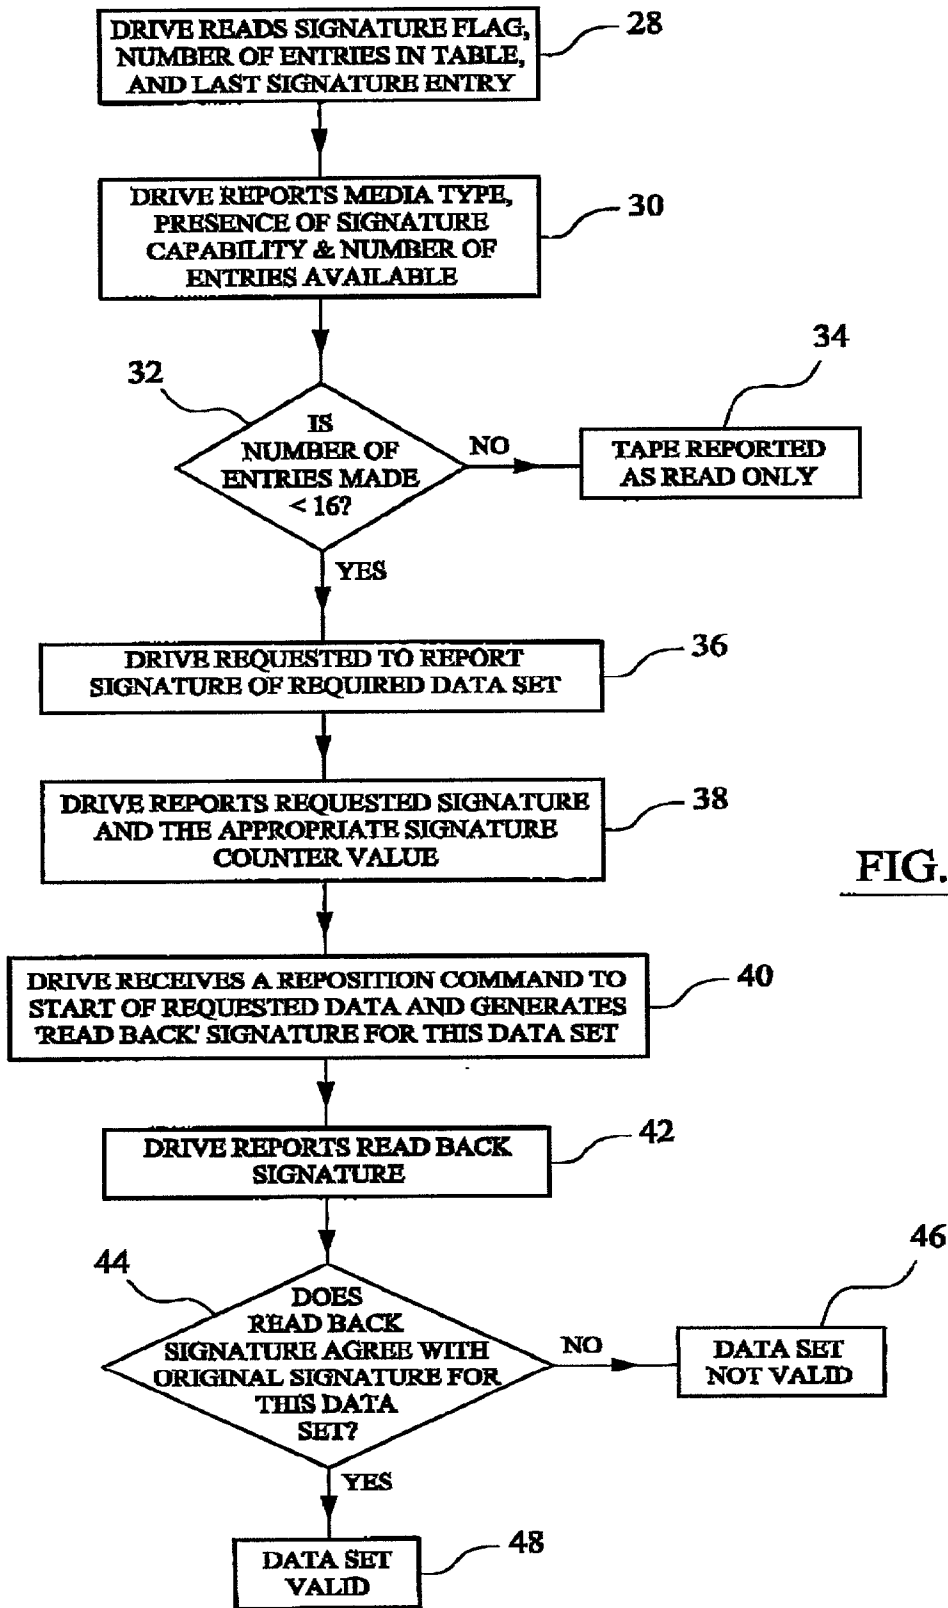 DRIVE READS SIGNATURE FLAG,
NUMBER OF ENTRIES IN TABLE,
AND LAST SIGNATURE ENTRY
28
DRIVE REPORTS MEDIA TYPE,
PRESENCE OF SIGNATURE
CAPABILITY & NUMBER OF
ENTRIES AVAILABLE
30
32
IS
NUMBER OF
ENTRIES MADE
< 16?
NO
34
TAPE REPORTED
AS READ ONLY
YES
DRIVE REQUESTED TO REPORT
SIGNATURE OF REQUIRED DATA SET
36
DRIVE REPORTS REQUESTED SIGNATURE
AND THE APPROPRIATE SIGNATURE
COUNTER VALUE
38
FIG.
DRIVE RECEIVES A REPOSITION COMMAND TO
START OF REQUESTED DATA AND GENERATES
'READ BACK' SIGNATURE FOR THIS DATA SET
40
DRIVE REPORTS READ BACK
SIGNATURE
42
44
DOES
READ BACK
SIGNATURE AGREE WITH
ORIGINAL SIGNATURE FOR
THIS DATA
SET?
NO
46
DATA SET
NOT VALID
YES
DATA SET
VALID
48